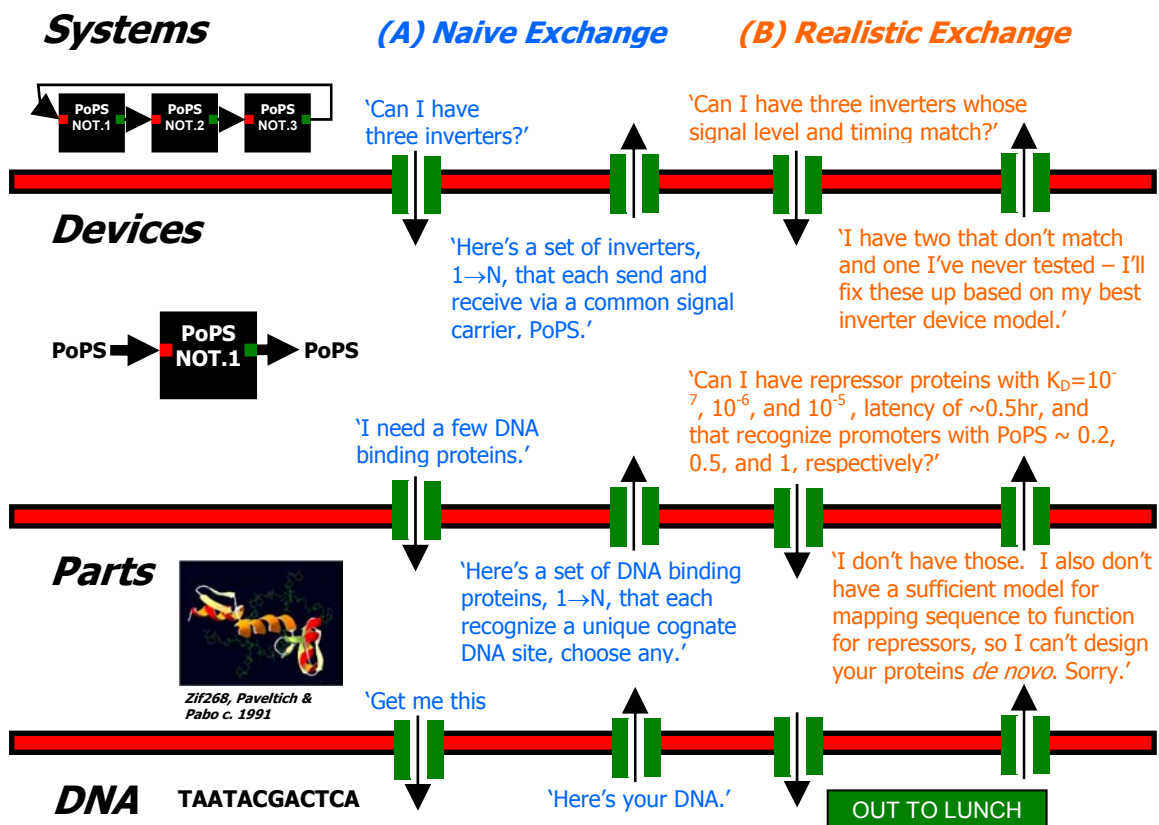 Systems
(A) Naive Exchange
(B) Realistic Exchange
PoPS
NOT.1
PoPS
NOT.2
PoPS
NOT.3
‘Can I have
three inverters?’
‘Can I have three inverters whose
signal level and timing match?’
Devices
‘Here’s a set of inverters,
1→N, that each send and
receive via a common signal
carrier, PoPS.’
‘I have two that don’t match
and one I’ve never tested – I’ll
fix these up based on my best
inverter device model.’
PoPS
PoPS
NOT.1
PoPS
‘I need a few DNA
binding proteins.’
‘Can I have repressor proteins with K_D=10^-
^7, 10^-6, and 10^-5 , latency of ~0.5hr, and
that recognize promoters with PoPS ~ 0.2,
0.5, and 1, respectively?’
Parts
Zif268, Paveltich &
Pabo c. 1991
‘Here’s a set of DNA binding
proteins, 1→N, that each
recognize a unique cognate
DNA site, choose any.’
‘I don’t have those.  I also don’t
have a sufficient model for
mapping sequence to function
for repressors, so I can’t design
your proteins de novo. Sorry.’
‘Get me this
DNA
TAATACGACTCA
‘Here’s your DNA.’
OUT TO LUNCH